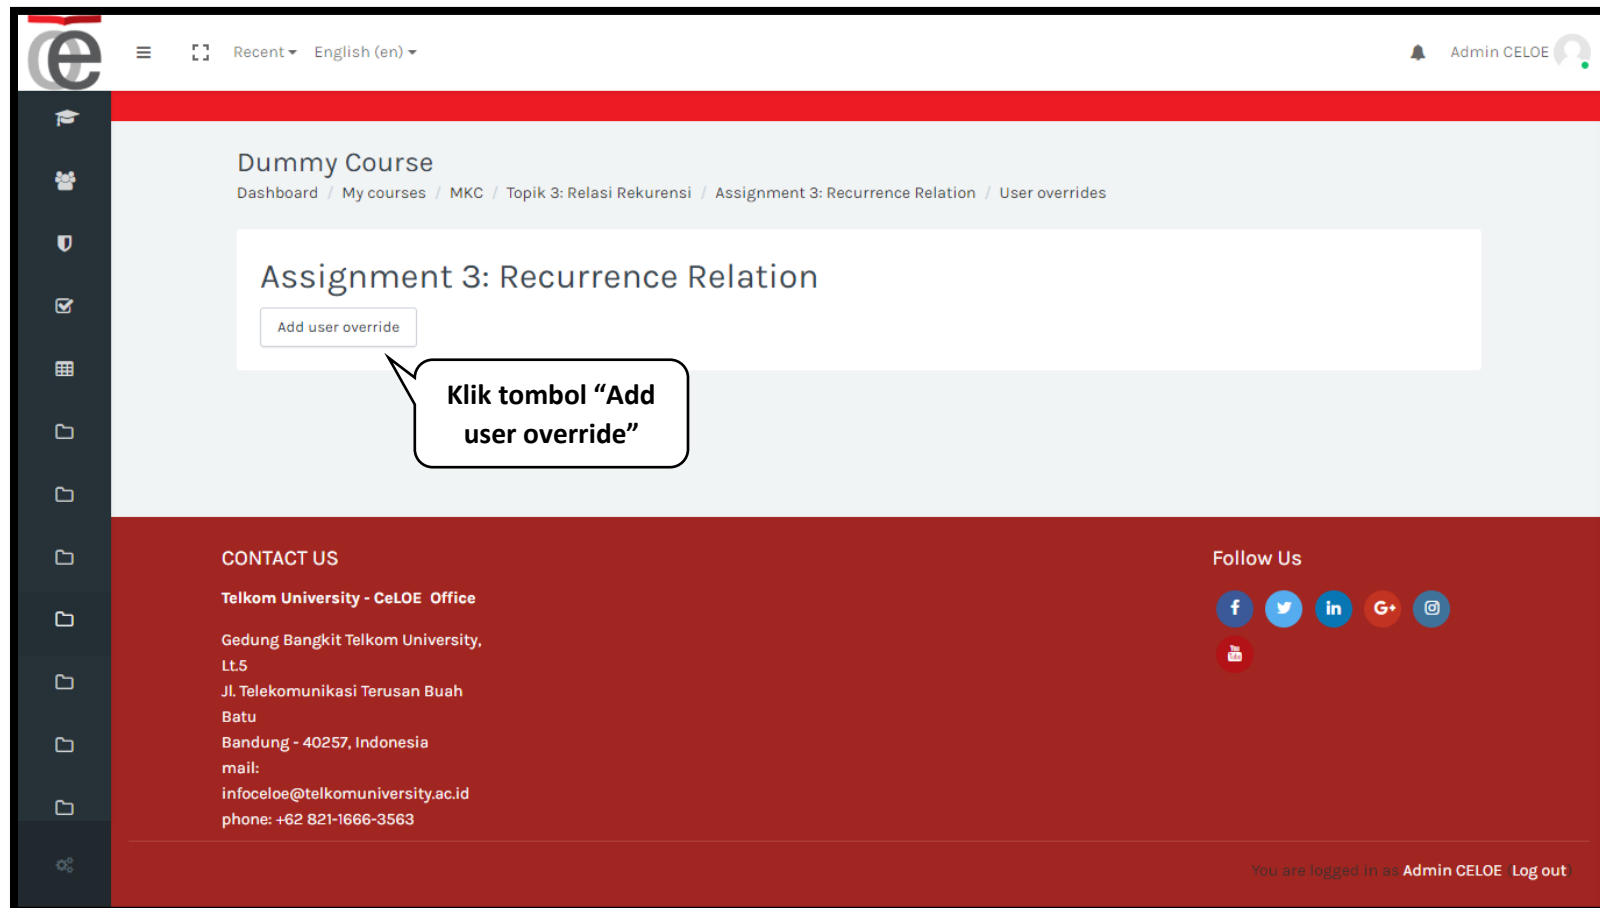 Recent English (en)
Admin CELOE
Dummy Course
Dashboard / My courses / MKC / Topik 3: Relasi Rekurensi / Assignment 3: Recurrence Relation / User overrides
Assignment 3: Recurrence Relation
Add user override
Klik tombol “Add
user override”
CONTACT US
Telkom University - CeLOE Office
Gedung Bangkit Telkom University,
Lt.5
Jl. Telekomunikasi Terusan Buah
Batu
Bandung - 40257, Indonesia
mail:
infoceloe@telkomuniversity.ac.id
phone: +62 821-1666-3563
Follow Us
You are logged in as Admin CELOE (Log out)